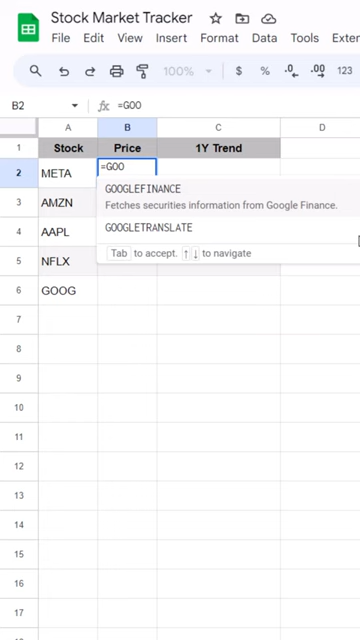 Stock Market Tracker
File Edit View Insert Format Data Tools Exten
100% $ % .0 .00 123
B2 fx =GOO
A B C D
1 Stock Price 1Y Trend
2 META =GOO
GOOGLEFINANCE
3 AMZN Fetches securities information from Google Finance.
4 AAPL GOOGLETRANSLATE
5 NFLX Tab to accept. ↑ ↓ to navigate
6 GOOG
7
8
9
10
11
12
13
14
15
16
17